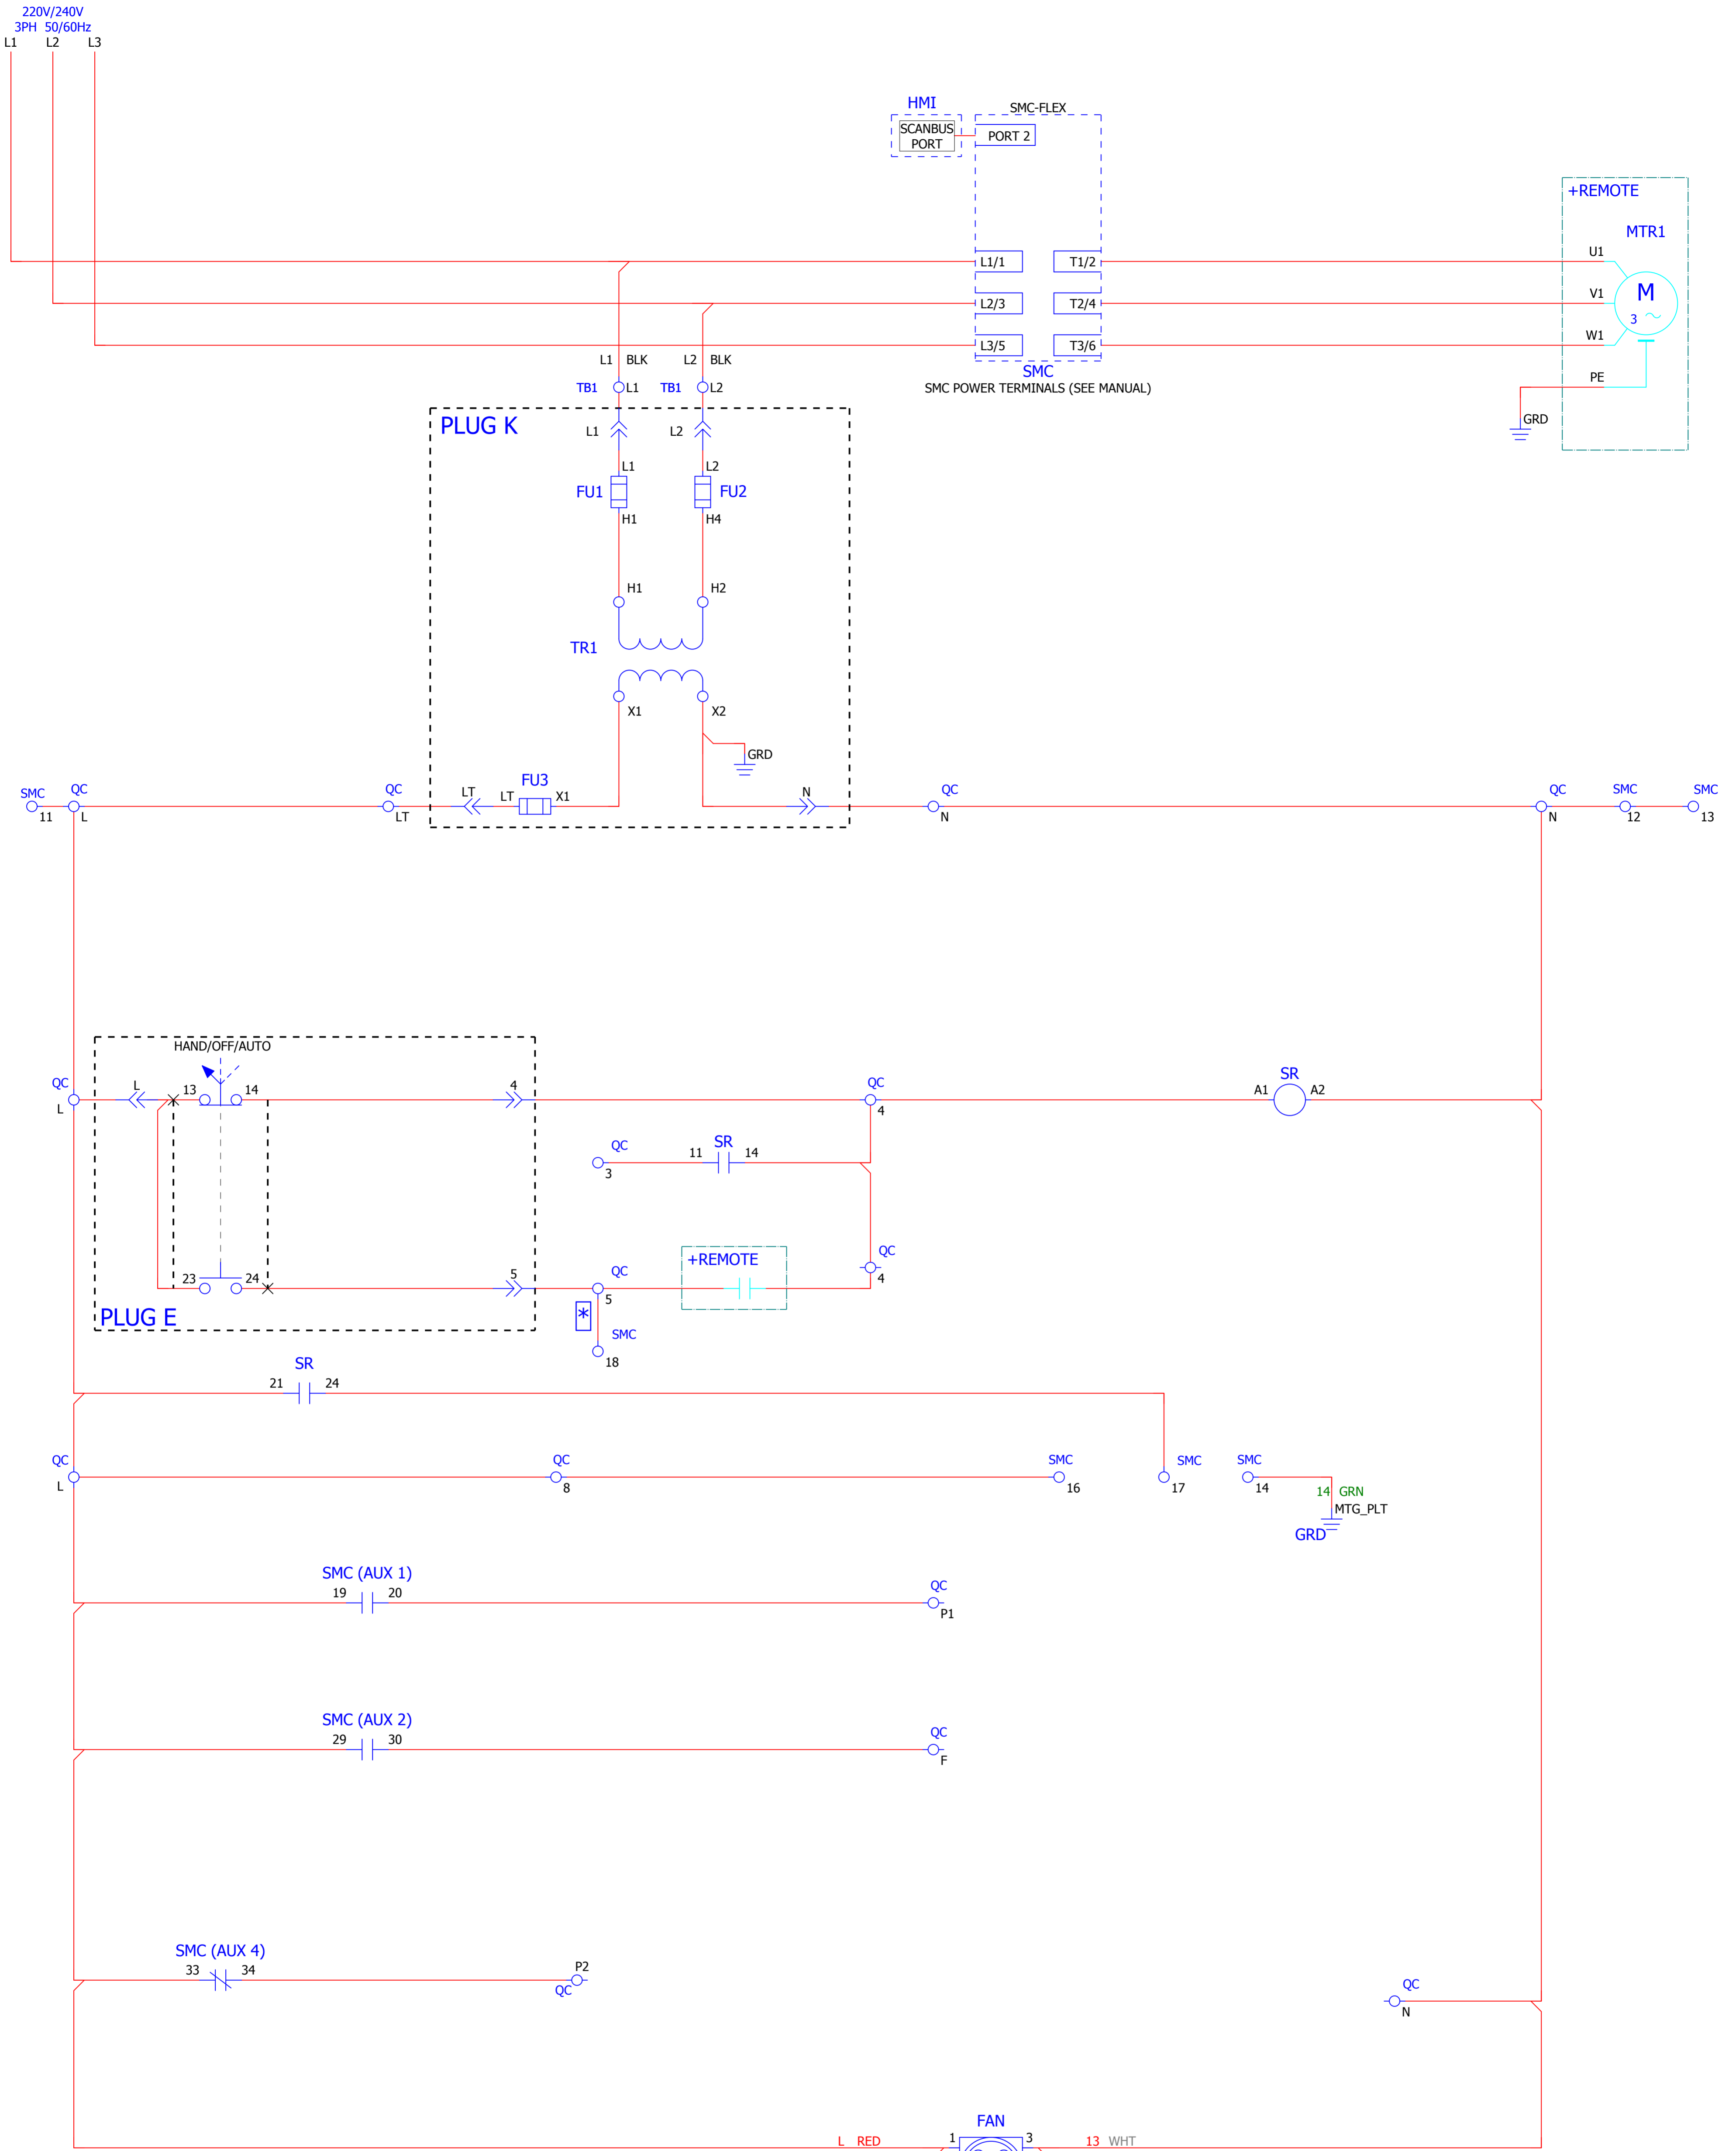 220V/240V
3PH 50/60Hz
L1 L2 L3
HMI
SMC-FLEX
SCANBUS
PORT
PORT 2
+REMOTE
MTR1
L1/1 T1/2 U1
L2/3 T2/4 V1
M
3
L3/5 T3/6 W1
L1 BLK L2 BLK
SMC
PE
TB1 L1 TB1 L2
SMC POWER TERMINALS (SEE MANUAL)
GRD
PLUG K
L1 L2
L1 L2
FU1 FU2
H1 H4
H1 H2
TR1
X1 X2
GRD
FU3
SMC QC QC LT LT X1 N QC QC SMC SMC
11 L LT N N 12 13
HAND/OFF/AUTO
QC L 13 14 4 QC SR
L 4 A1 A2
QC SR
3 11 14
+REMOTE
QC
4
23 24 5 QC
5
PLUG E
*
SMC
18
SR
21 24
QC QC SMC SMC SMC
L 8 16 17 14
14 GRN
MTG_PLT
GRD
SMC (AUX 1)
19 20 QC
P1
SMC (AUX 2)
29 30 QC
F
SMC (AUX 4)
33 34 P2
QC
QC
N
FAN
L RED 1 3 13 WHT